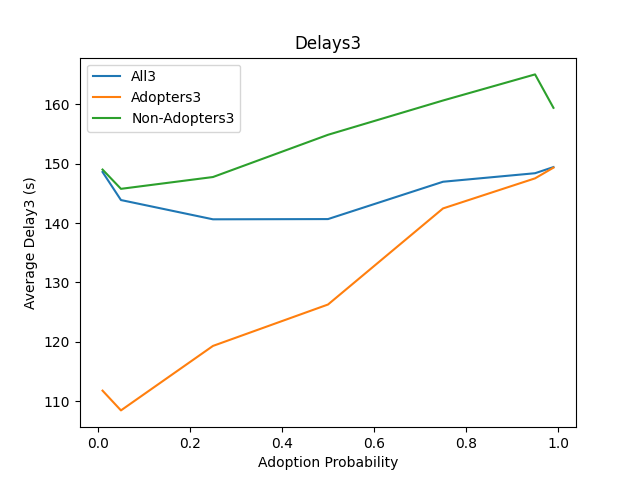 Delays3
All3
Adopters3
Non-Adopters3
Average Delay3 (s)
160
150
140
130
120
110
0.0 0.2 0.4 0.6 0.8 1.0
Adoption Probability